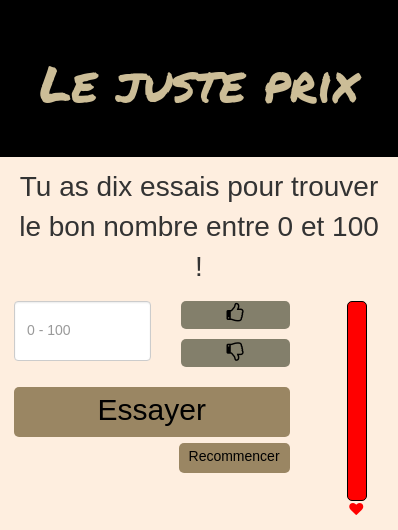 Le juste prix
Tu as dix essais pour trouver
le bon nombre entre 0 et 100
!
0 - 100
Essayer
Recommencer